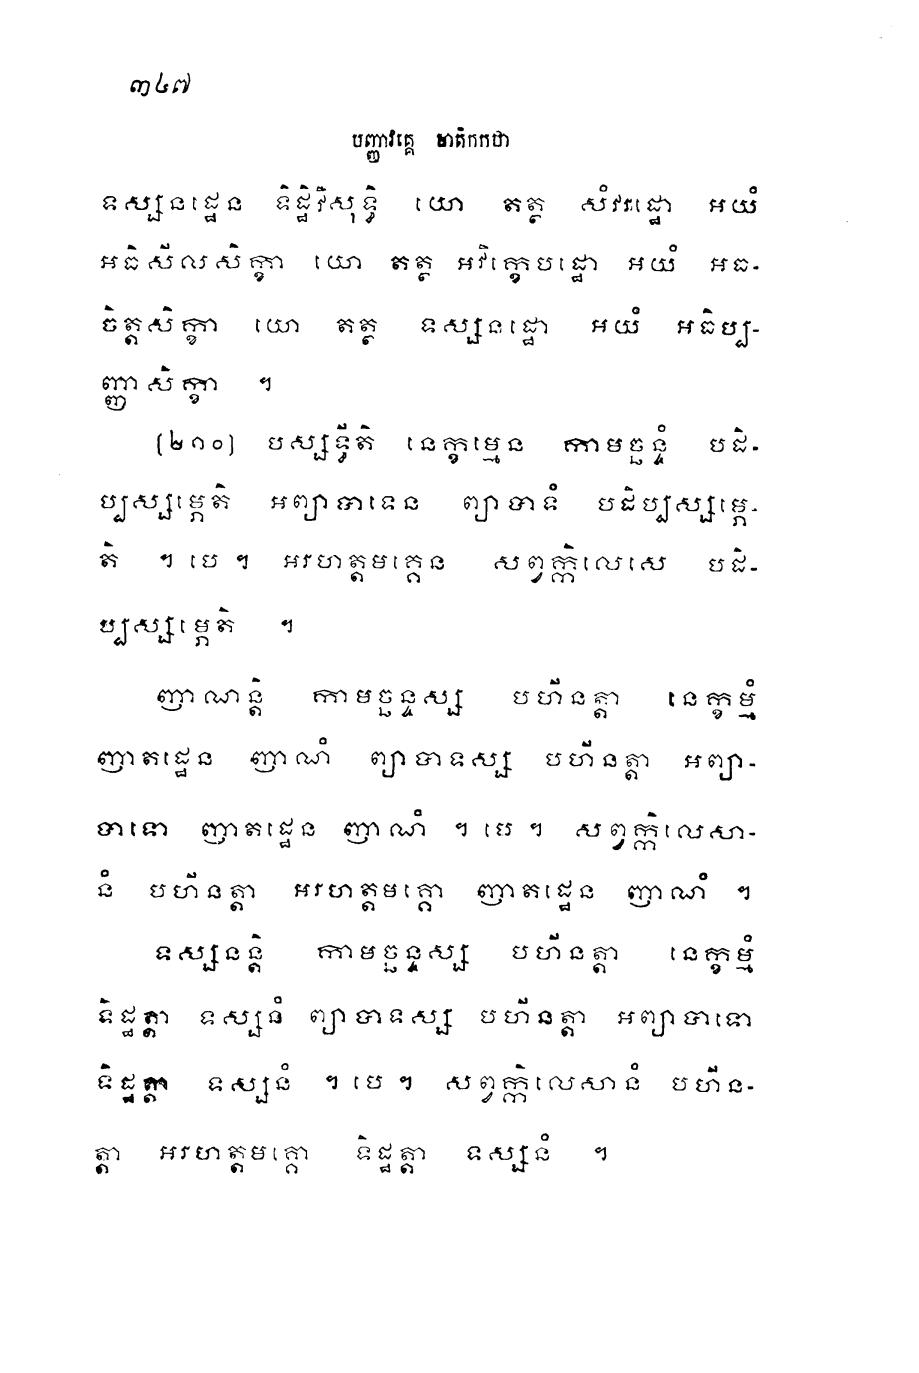 ៣៤៧
បញ្ញាវគ្គេ មាតិកកថា
ទស្សនដ្ឋេន ទិដ្ឋិវិសុទ្ធិ យោ តត្ថ សំវរដ្ឋោ អយំ
អធិសីលសិក្ខា យោ តត្ថ អវិក្ខេបដ្ឋោ អយំ អធ-
ចិត្តសិក្ខា យោ តត្ថ ទស្សនដ្ឋោ អយំ អធិប្ប-
ញ្ញាសិក្ខា ។
(២១០) បស្សទ្ធីតិ នេក្ខម្មេន កាមច្ឆន្ទំ បដិ-
ប្បស្សម្ភេតិ អព្យាបាទេន ព្យាបាទំ បដិប្បស្សម្ភេ-
តិ ។ បេ ។ អរហត្តមគ្គេន សព្វក្កិលេសេ បដិ-
ប្បស្សម្ភេតិ ។
ញាណន្តិ កាមច្ឆន្ទស្ស បហីនត្តា នេក្ខម្មំ
ញាតដ្ឋេន ញាណំ ព្យាបាទស្ស បហីនត្តា អព្យា-
បាទោ ញាតដ្ឋេន ញាណំ ។ បេ ។ សព្វក្កិលេសា-
នំ បហីនត្តា អរហត្តមគ្គោ ញាតដ្ឋេន ញាណំ ។
ទស្សនន្តិ កាមច្ឆន្ទស្ស បហីនត្តា នេក្ខម្មំ
ទិដ្ឋត្តា ទស្សនំ ព្យាបាទស្ស បហីនត្តា អព្យាបាទោ
ទិដ្ឋត្តា ទស្សនំ ។ បេ ។ សព្វក្កិលេសានំ បហីន-
ត្តា អរហត្តមគ្គោ ទិដ្ឋត្តា ទស្សនំ ។